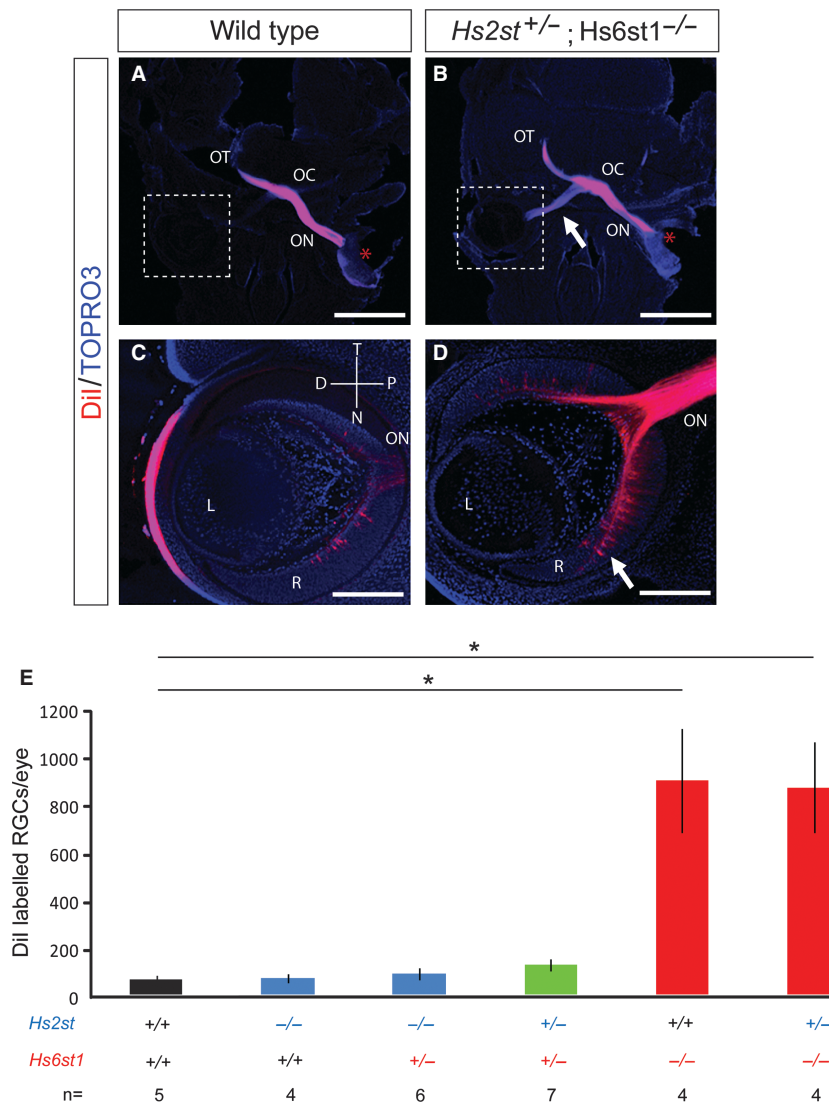 Wild type
Hs2st+/– ; Hs6st1–/–
DiI/TOPRO3
A
OT
OC
ON
*
B
OT
OC
ON
*
C
T
D P
N
ON
L
R
D
ON
L
R
E
*
*
DiI labelled RGCs/eye
1200
1000
800
600
400
200
0
Hs2st +/+ –/– –/– +/– +/+ +/–
Hs6st1 +/+ +/+ +/– +/– –/– –/–
n= 5 4 6 7 4 4